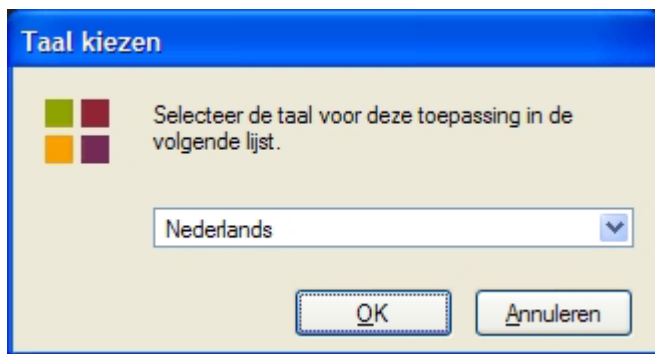 Taal kiezen
Selecteer de taal voor deze toepassing in de
volgende lijst.
Nederlands
OK
Annuleren